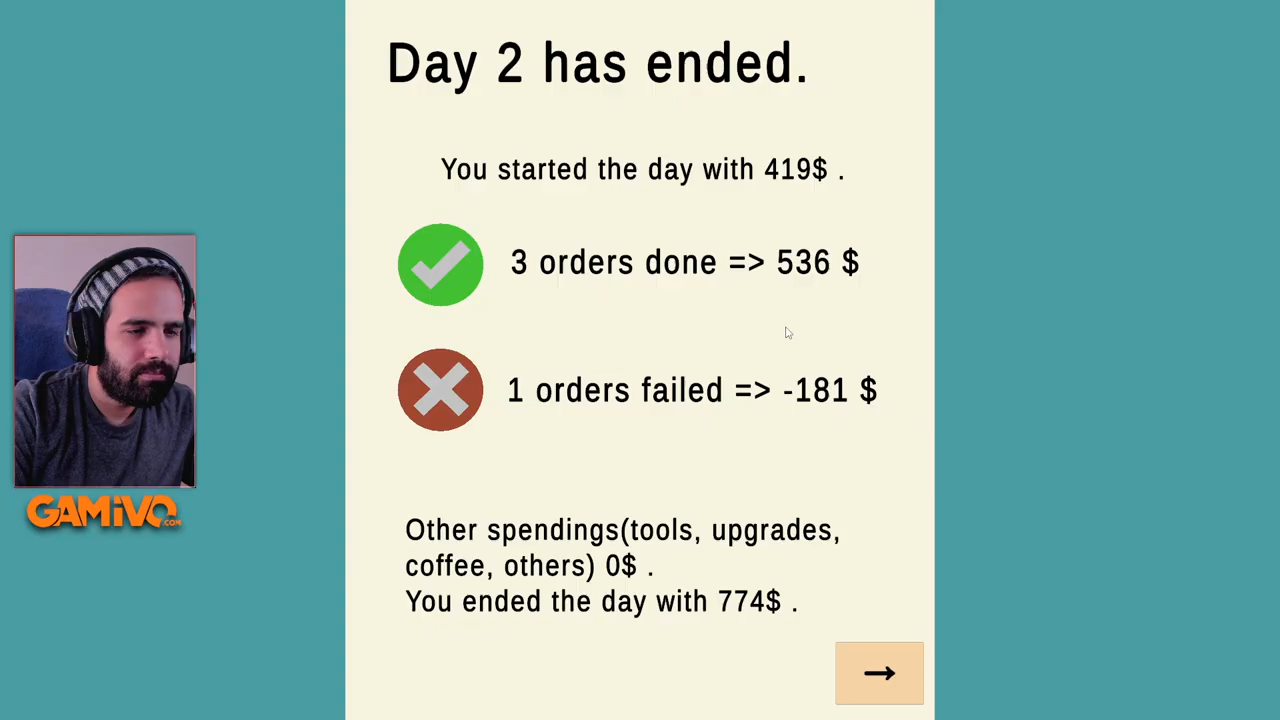 Day 2 has ended.
You started the day with 419$ .
3 orders done => 536 $
1 orders failed => -181 $
GAMIVO.COM
Other spendings(tools, upgrades,
coffee, others) 0$ .
You ended the day with 774$ .